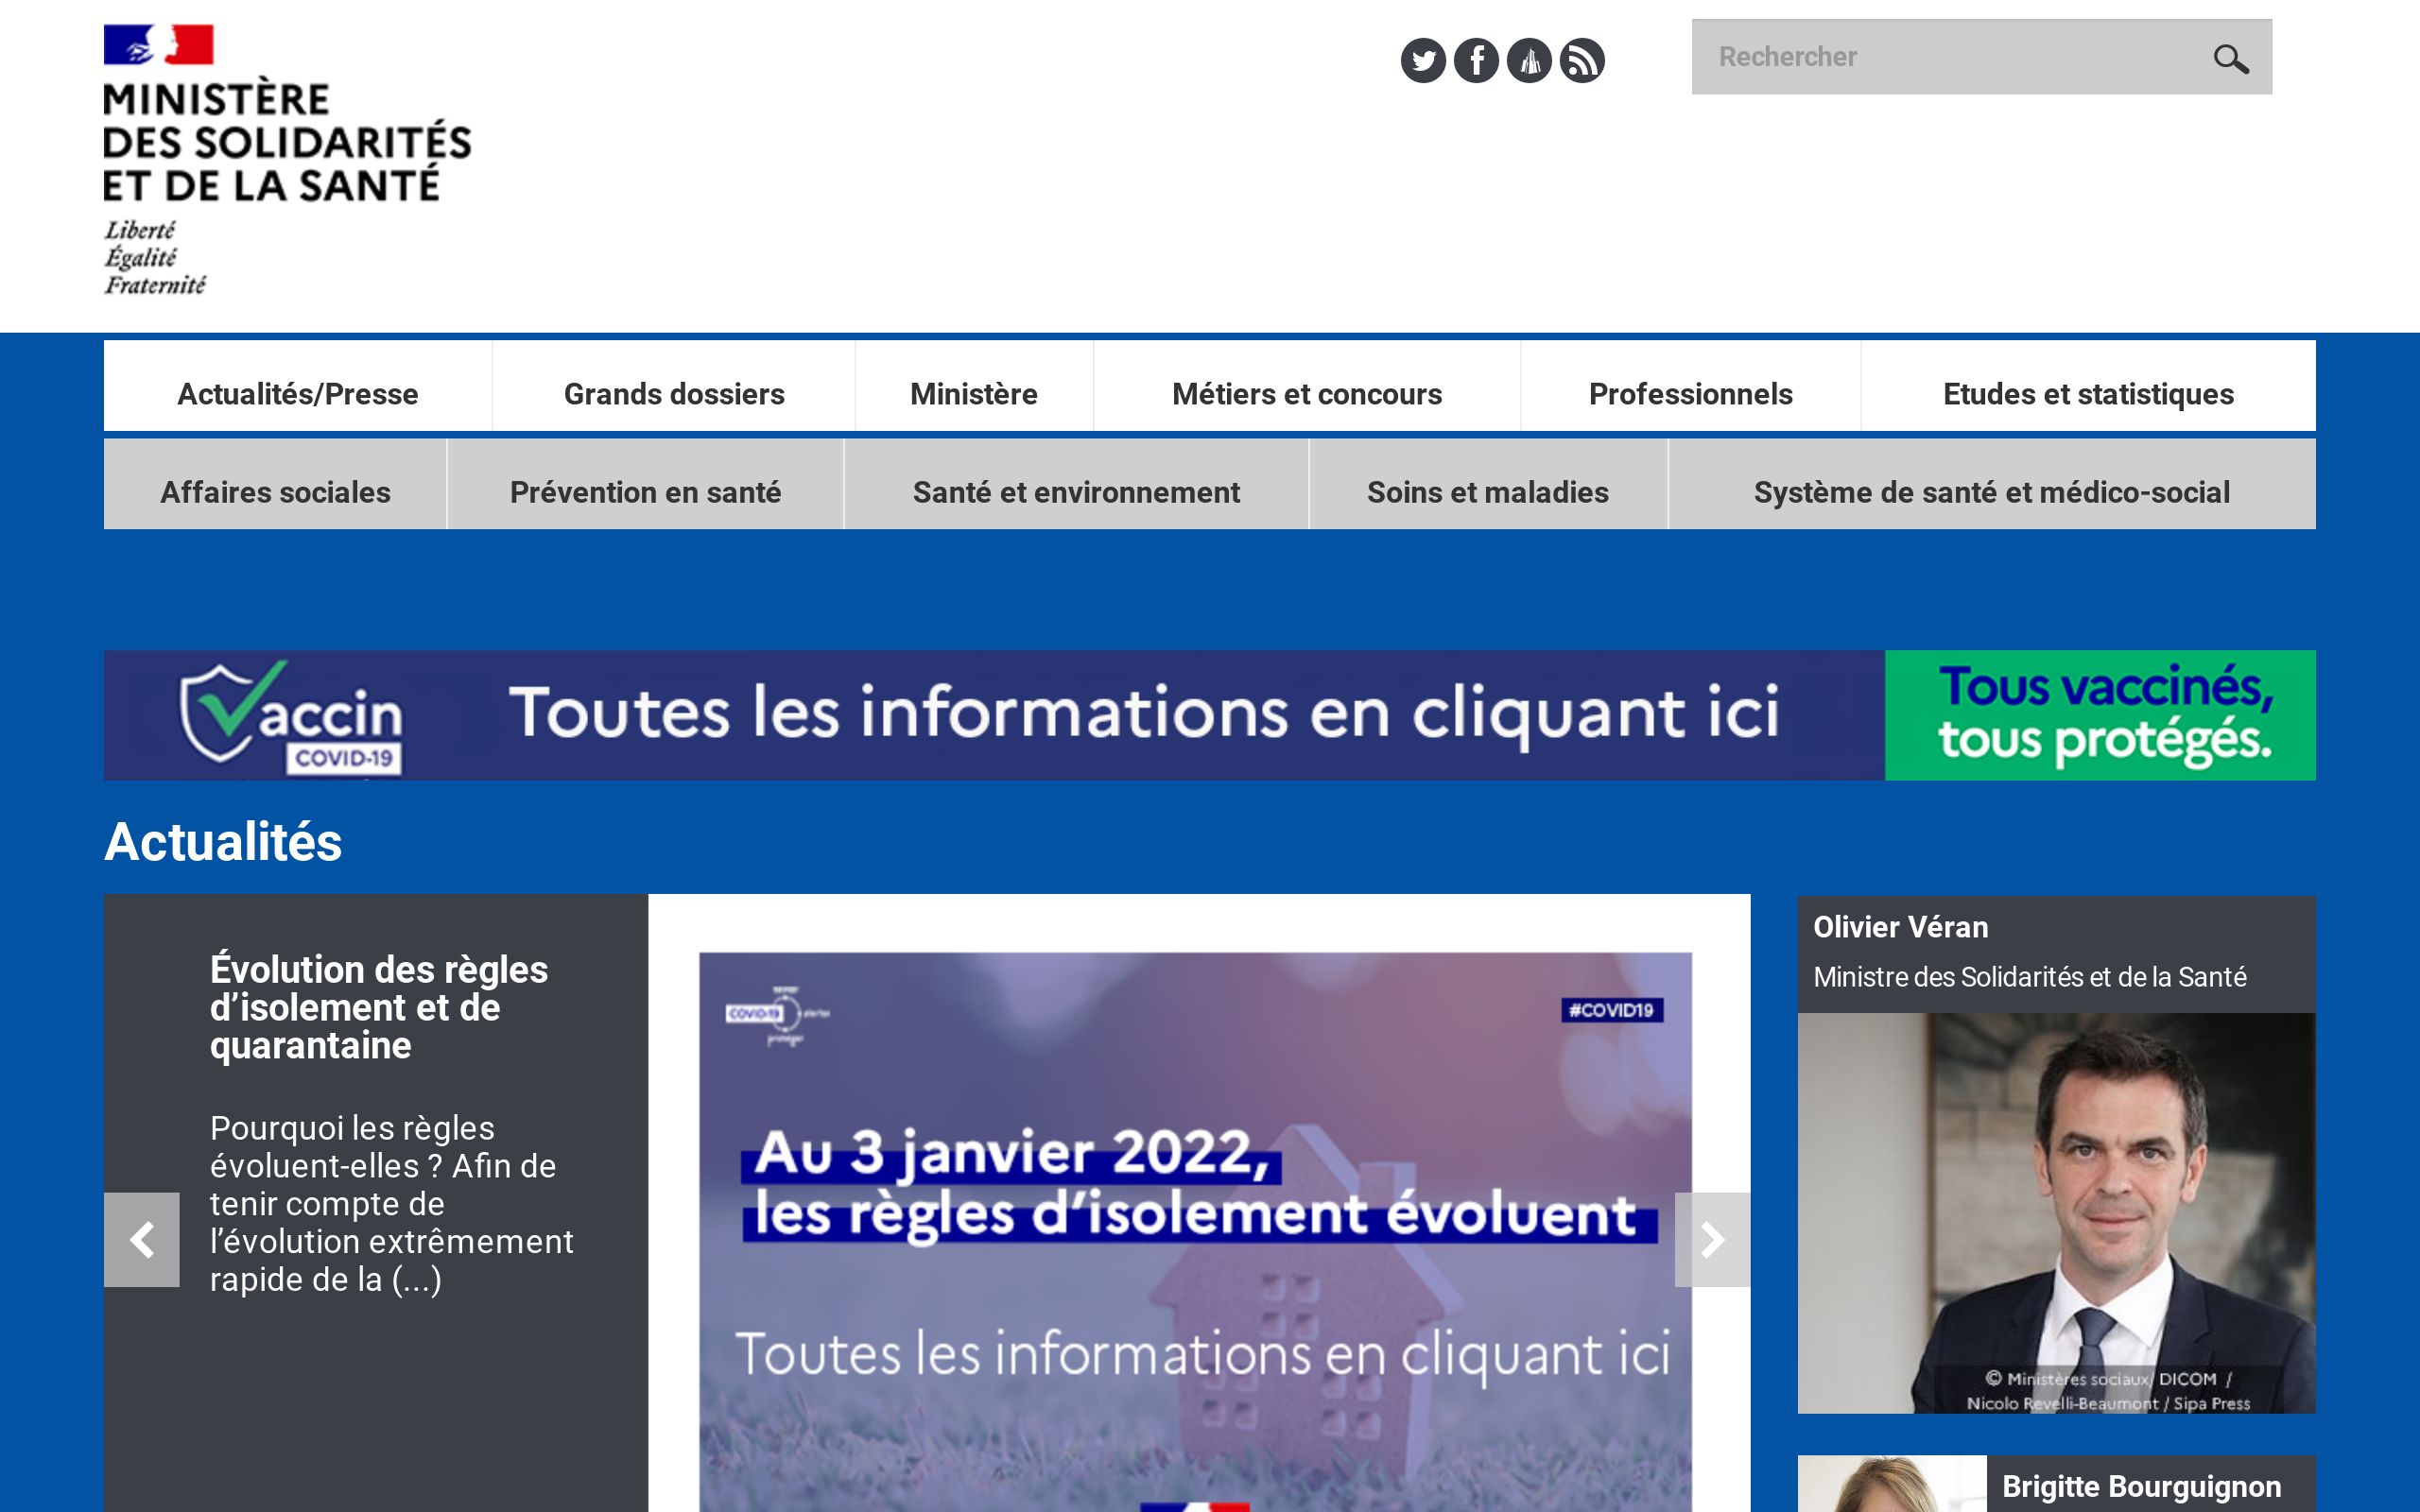 MINISTÈRE
DES SOLIDARITÉS
ET DE LA SANTÉ
Liberté
Égalité
Fraternité
Rechercher
Actualités/Presse
Grands dossiers
Ministère
Métiers et concours
Professionnels
Etudes et statistiques
Affaires sociales
Prévention en santé
Santé et environnement
Soins et maladies
Système de santé et médico-social
Vaccin
COVID-19
Toutes les informations en cliquant ici
Tous vaccinés,
tous protégés.
Actualités
Évolution des règles
d’isolement et de
quarantaine
Pourquoi les règles
évoluent-elles ? Afin de
tenir compte de
l’évolution extrêmement
rapide de la (...)
COVID-19
alerter
protéger
#COVID19
Au 3 janvier 2022,
les règles d’isolement évoluent
Toutes les informations en cliquant ici
Olivier Véran
Ministre des Solidarités et de la Santé
© Ministères sociaux/ DICOM /
Nicolo Revelli-Beaumont / Sipa Press
Brigitte Bourguignon